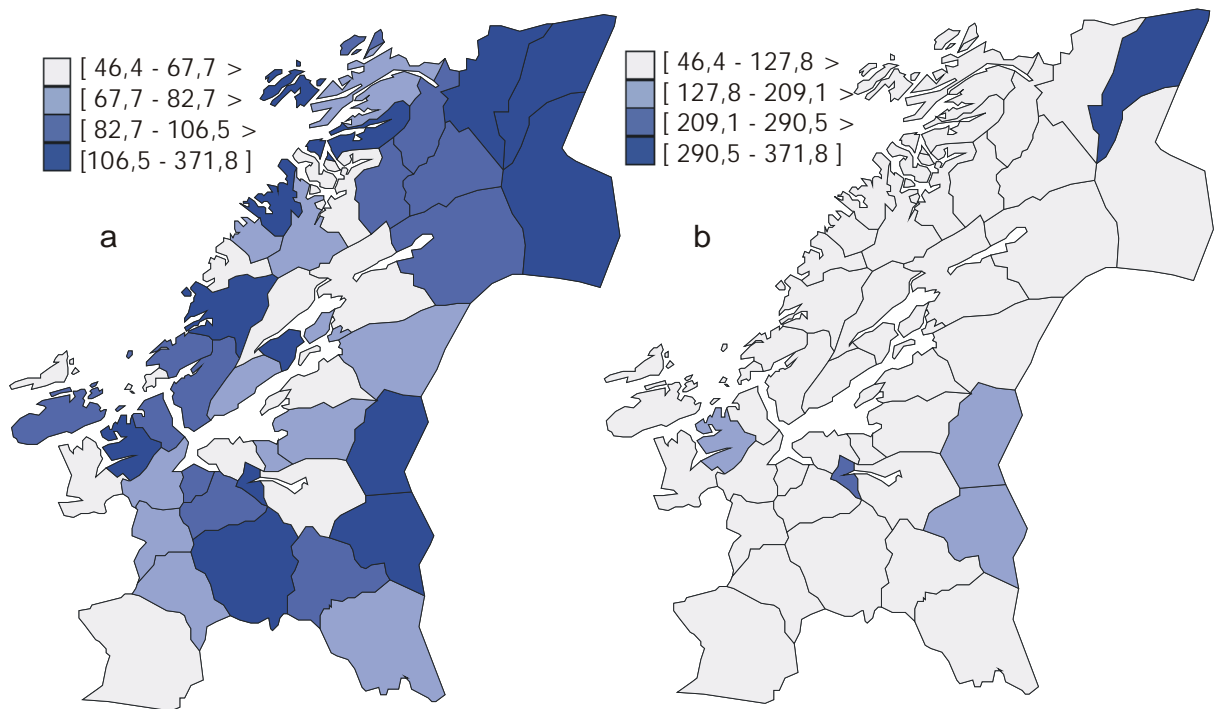 [ 46,4 - 67,7 >
[ 67,7 - 82,7 >
[ 82,7 - 106,5 >
[106,5 - 371,8 ]
a
[ 46,4 - 127,8 >
[ 127,8 - 209,1 >
[ 209,1 - 290,5 >
[ 290,5 - 371,8 ]
b